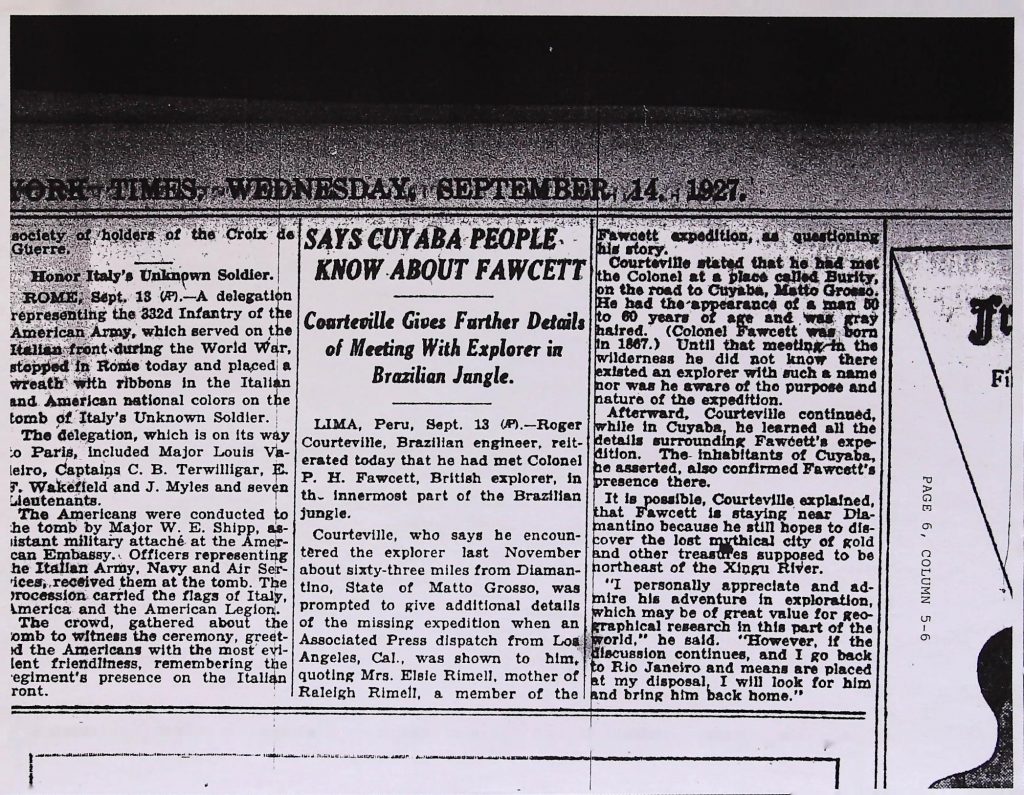 YORK TIMES, WEDNESDAY, SEPTEMBER 14, 1927.
society of holders of the Croix de
Guerre.
Honor Italy's Unknown Soldier.
ROME, Sept. 13 (AP).—A delegation
representing the 332d Infantry of the
American Army, which served on the
Italian front during the World War,
stopped in Rome today and placed a
wreath with ribbons in the Italian
and American national colors on the
tomb of Italy's Unknown Soldier.
The delegation, which is on its way
to Paris, included Major Louis Va-
leiro, Captains C. B. Terwilligar, E.
F. Wakefield and J. Myles and seven
Lieutenants.
The Americans were conducted to
the tomb by Major W. E. Shipp, as-
sistant military attaché at the Amer-
ican Embassy. Officers representing
the Italian Army, Navy and Air Ser-
vices, received them at the tomb. The
procession carried the flags of Italy,
America and the American Legion.
The crowd, gathered about the
tomb to witness the ceremony, greet-
ed the Americans with the most evi-
dent friendliness, remembering the
regiment's presence on the Italian
front.
SAYS CUYABA PEOPLE
KNOW ABOUT FAWCETT
Courteville Gives Further Details
of Meeting With Explorer in
Brazilian Jungle.
LIMA, Peru, Sept. 13 (AP).—Roger
Courteville, Brazilian engineer, reit-
erated today that he had met Colonel
P. H. Fawcett, British explorer, in
th. innermost part of the Brazilian
jungle.
Courteville, who says he encoun-
tered the explorer last November
about sixty-three miles from Diaman-
tino, State of Matto Grosso, was
prompted to give additional details
of the missing expedition when an
Associated Press dispatch from Los
Angeles, Cal., was shown to him,
quoting Mrs. Elsie Rimell, mother of
Raleigh Rimell, a member of the
Fawcett expedition, as questioning
his story.
Courteville stated that he had met
the Colonel at a place called Burity,
on the road to Cuyaba, Matto Grosso.
He had the appearance of a man 50
to 60 years of age and was gray
haired. (Colonel Fawcett was born
in 1867.) Until that meeting in the
wilderness he did not know there
existed an explorer with such a name
nor was he aware of the purpose and
nature of the expedition.
Afterward, Courteville continued,
while in Cuyaba, he learned all the
details surrounding Fawcett's expe-
dition. The inhabitants of Cuyaba,
he asserted, also confirmed Fawcett's
presence there.
It is possible, Courteville explained,
that Fawcett is staying near Dia-
mantino because he still hopes to dis-
cover the lost mythical city of gold
and other treasures supposed to be
northeast of the Xingu River.
"I personally appreciate and ad-
mire his adventure in exploration,
which may be of great value for geo-
graphical research in this part of the
world," he said. "However, if the
discussion continues, and I go back
to Rio Janeiro and means are placed
at my disposal, I will look for him
and bring him back home."
Fr
Fi
PAGE 6, COLUMN 5-6